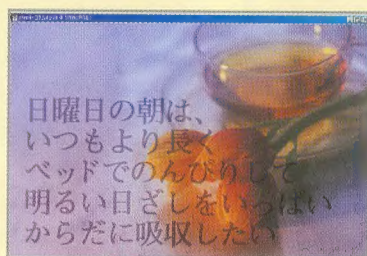 日曜日の朝は、
いつもより長く
ベッドでのんびりして
明るい日ざしをいっぱい
からだに吸収したい